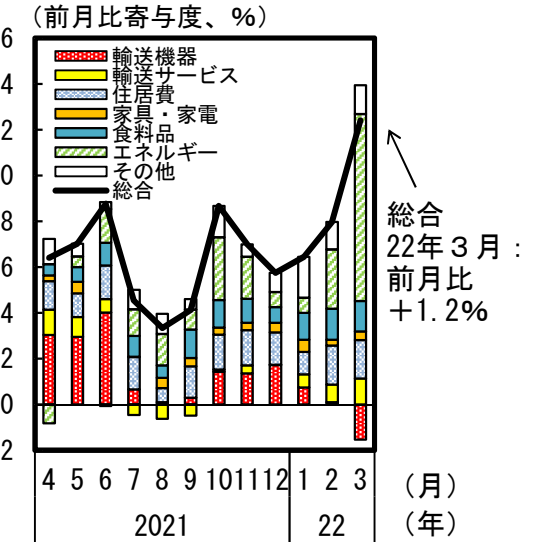 (前月比寄与度、%)
6
4
2
0
8
6
4
2
0
2
輸送機器
輸送サービス
住居費
家具・家電
食料品
エネルギー
その他
総合
総合
22年3月:
前月比
+1.2%
4 5 6 7 8 9 10 11 12 1 2 3 (月)
2021 22 (年)